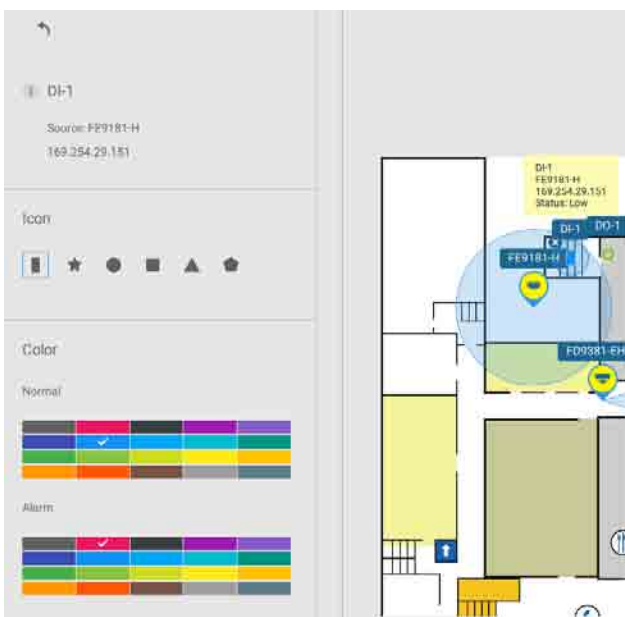 DI-1
Source: FE9181-H
169.254.29.151
Icon
Color
Normal
Alarm
DI-1
FE9181-H
169.254.29.151
Status: Low
DI-1
DO-1
FE9181-H
FD9381-EH